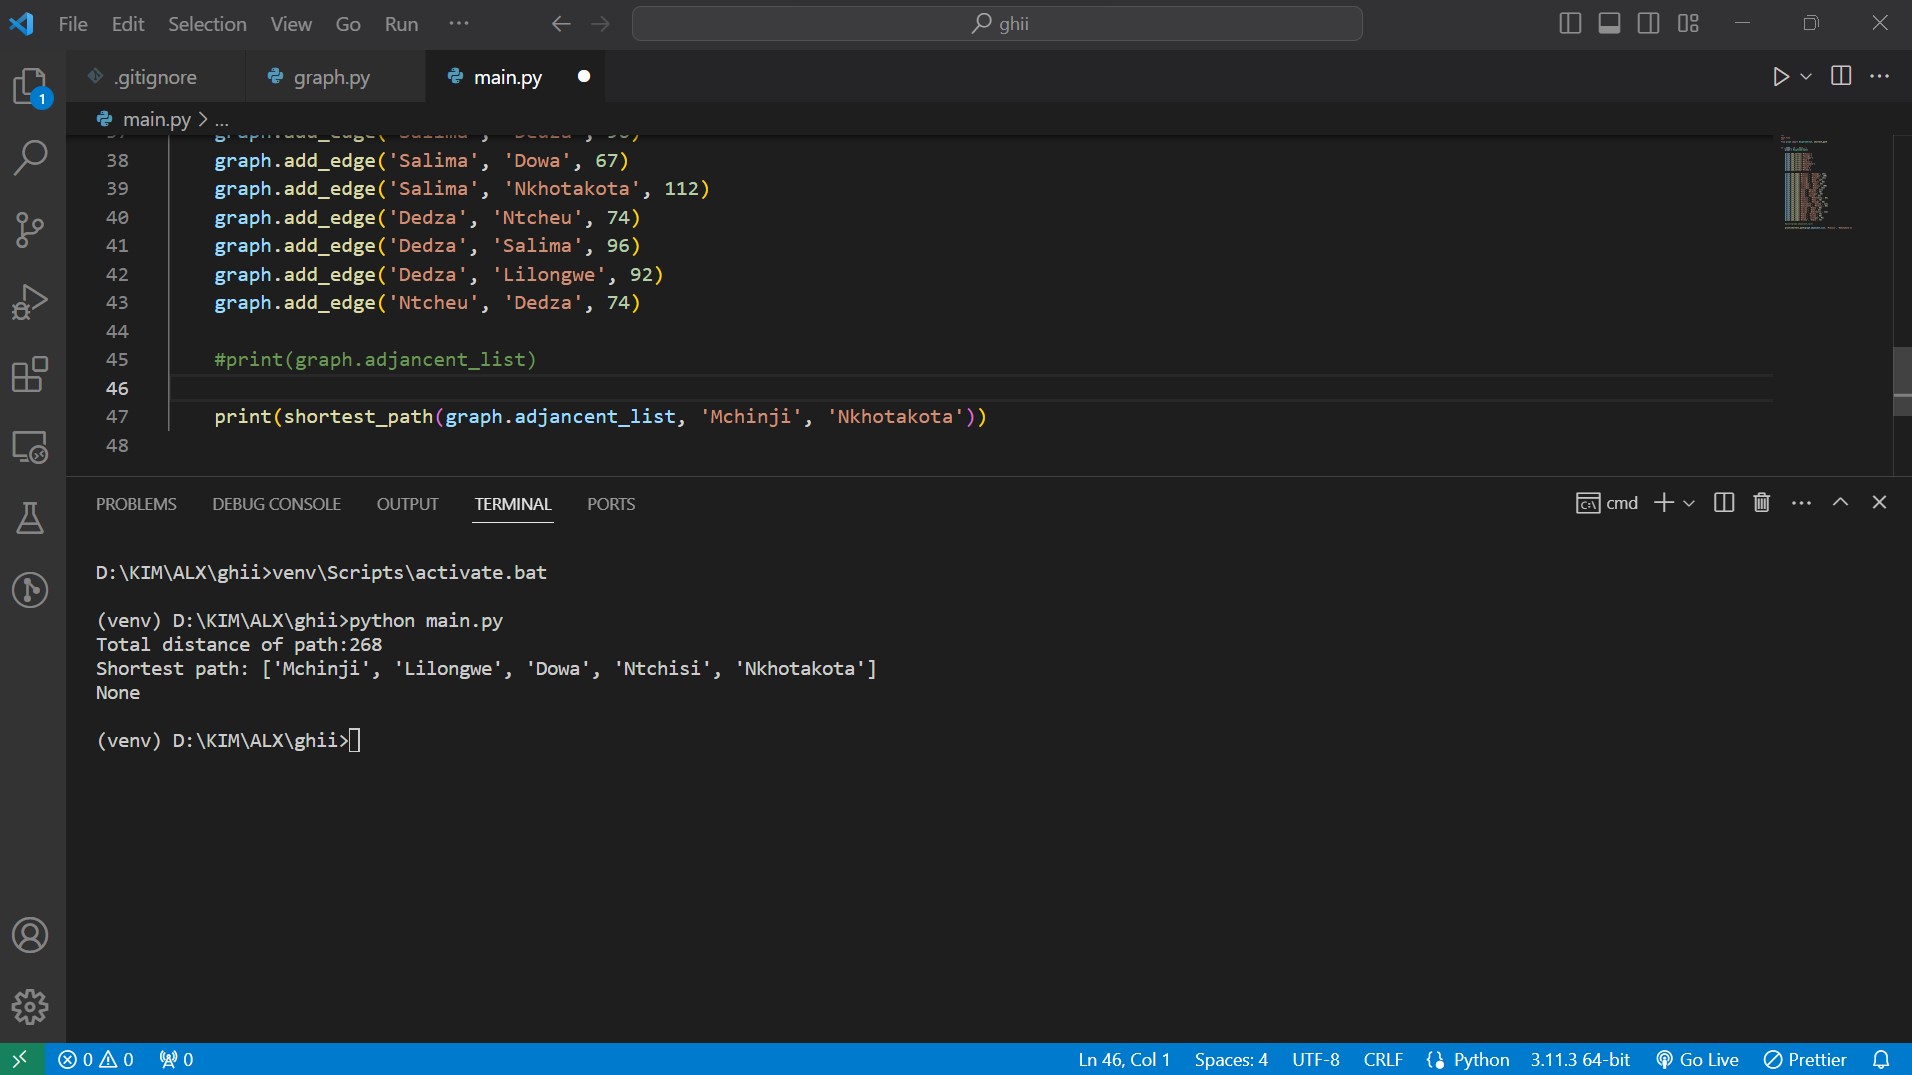 File Edit Selection View Go Run ··· ghii
.gitignore graph.py main.py
main.py > ...
38 graph.add_edge('Salima', 'Dowa', 67)
39 graph.add_edge('Salima', 'Nkhotakota', 112)
40 graph.add_edge('Dedza', 'Ntcheu', 74)
41 graph.add_edge('Dedza', 'Salima', 96)
42 graph.add_edge('Dedza', 'Lilongwe', 92)
43 graph.add_edge('Ntcheu', 'Dedza', 74)
44
45 #print(graph.adjancent_list)
46
47 print(shortest_path(graph.adjancent_list, 'Mchinji', 'Nkhotakota'))
48
PROBLEMS DEBUG CONSOLE OUTPUT TERMINAL PORTS cmd
D:\KIM\ALX\ghii>venv\Scripts\activate.bat
(venv) D:\KIM\ALX\ghii>python main.py
Total distance of path:268
Shortest path: ['Mchinji', 'Lilongwe', 'Dowa', 'Ntchisi', 'Nkhotakota']
None
(venv) D:\KIM\ALX\ghii>
1
0 0 0 Ln 46, Col 1 Spaces: 4 UTF-8 CRLF Python 3.11.3 64-bit Go Live Prettier